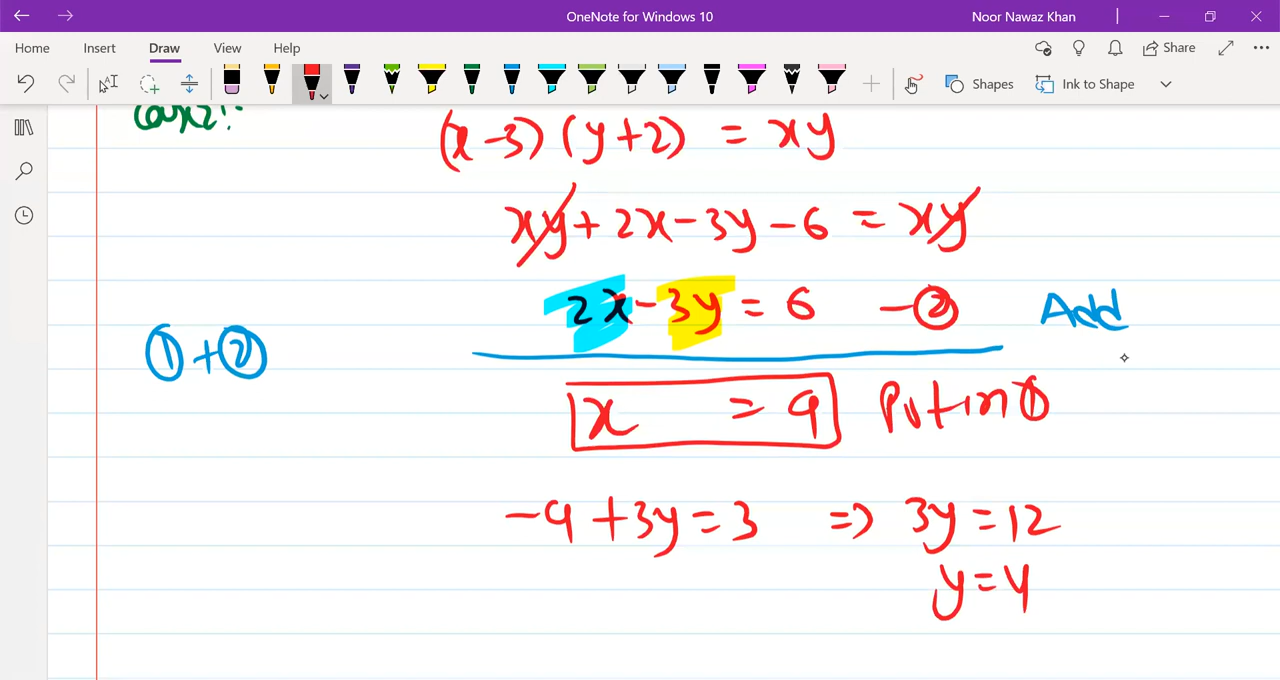 OneNote for Windows 10
Noor Nawaz Khan
Home Insert Draw View Help
Share
Shapes
Ink to Shape
(x-3) (y+2) = xy
xy + 2x - 3y - 6 = xy
2x - 3y = 6 - ②
Add
① + ②
x = 9 Put in ①
-9 + 3y = 3 => 3y = 12
y = 4